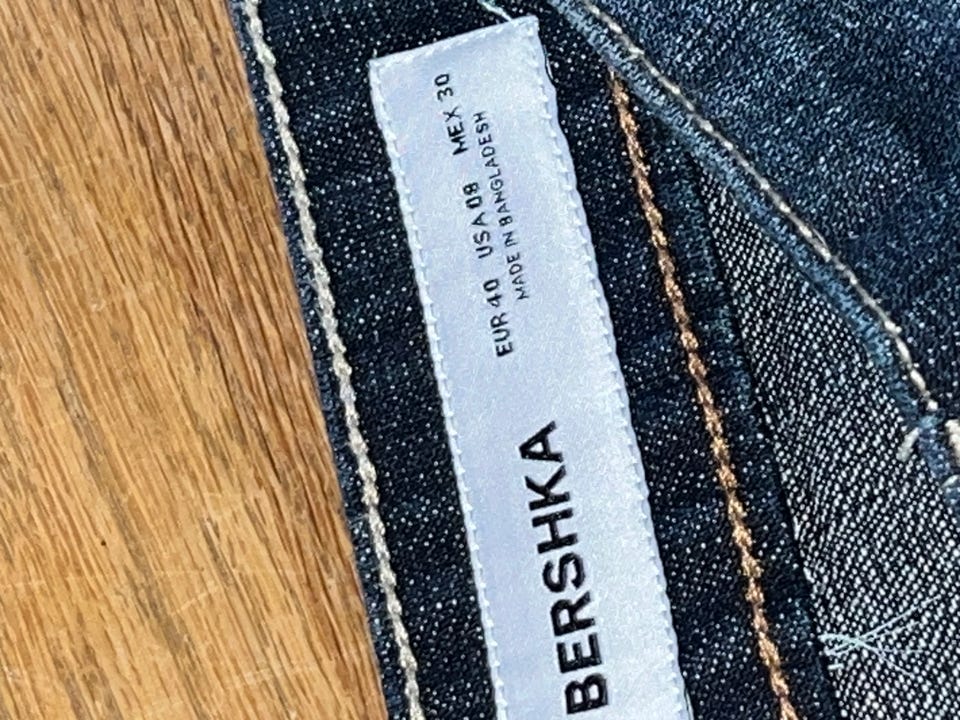 BERSHKA
EUR 40 USA 08 MEX 30
MADE IN BANGLADESH